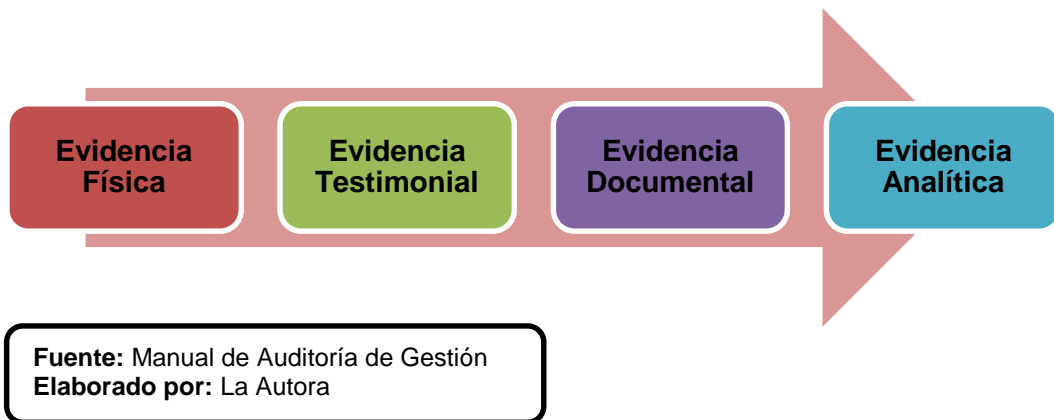 Evidencia
Física
Evidencia
Testimonial
Evidencia
Documental
Evidencia
Analítica
Fuente: Manual de Auditoría de Gestión
Elaborado por: La Autora